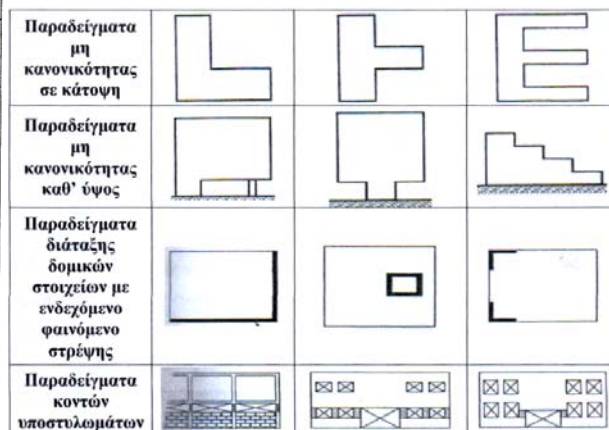 Παραδείγματα
μη
κανονικότητας
σε κάτοψη
Παραδείγματα
μη
κανονικότητας
καθ’ ύψος
Παραδείγματα
διάταξης
δομικών
στοιχείων με
ενδεχόμενο
φαινόμενο
στρέψης
Παραδείγματα
κοντών
υποστυλωμάτων